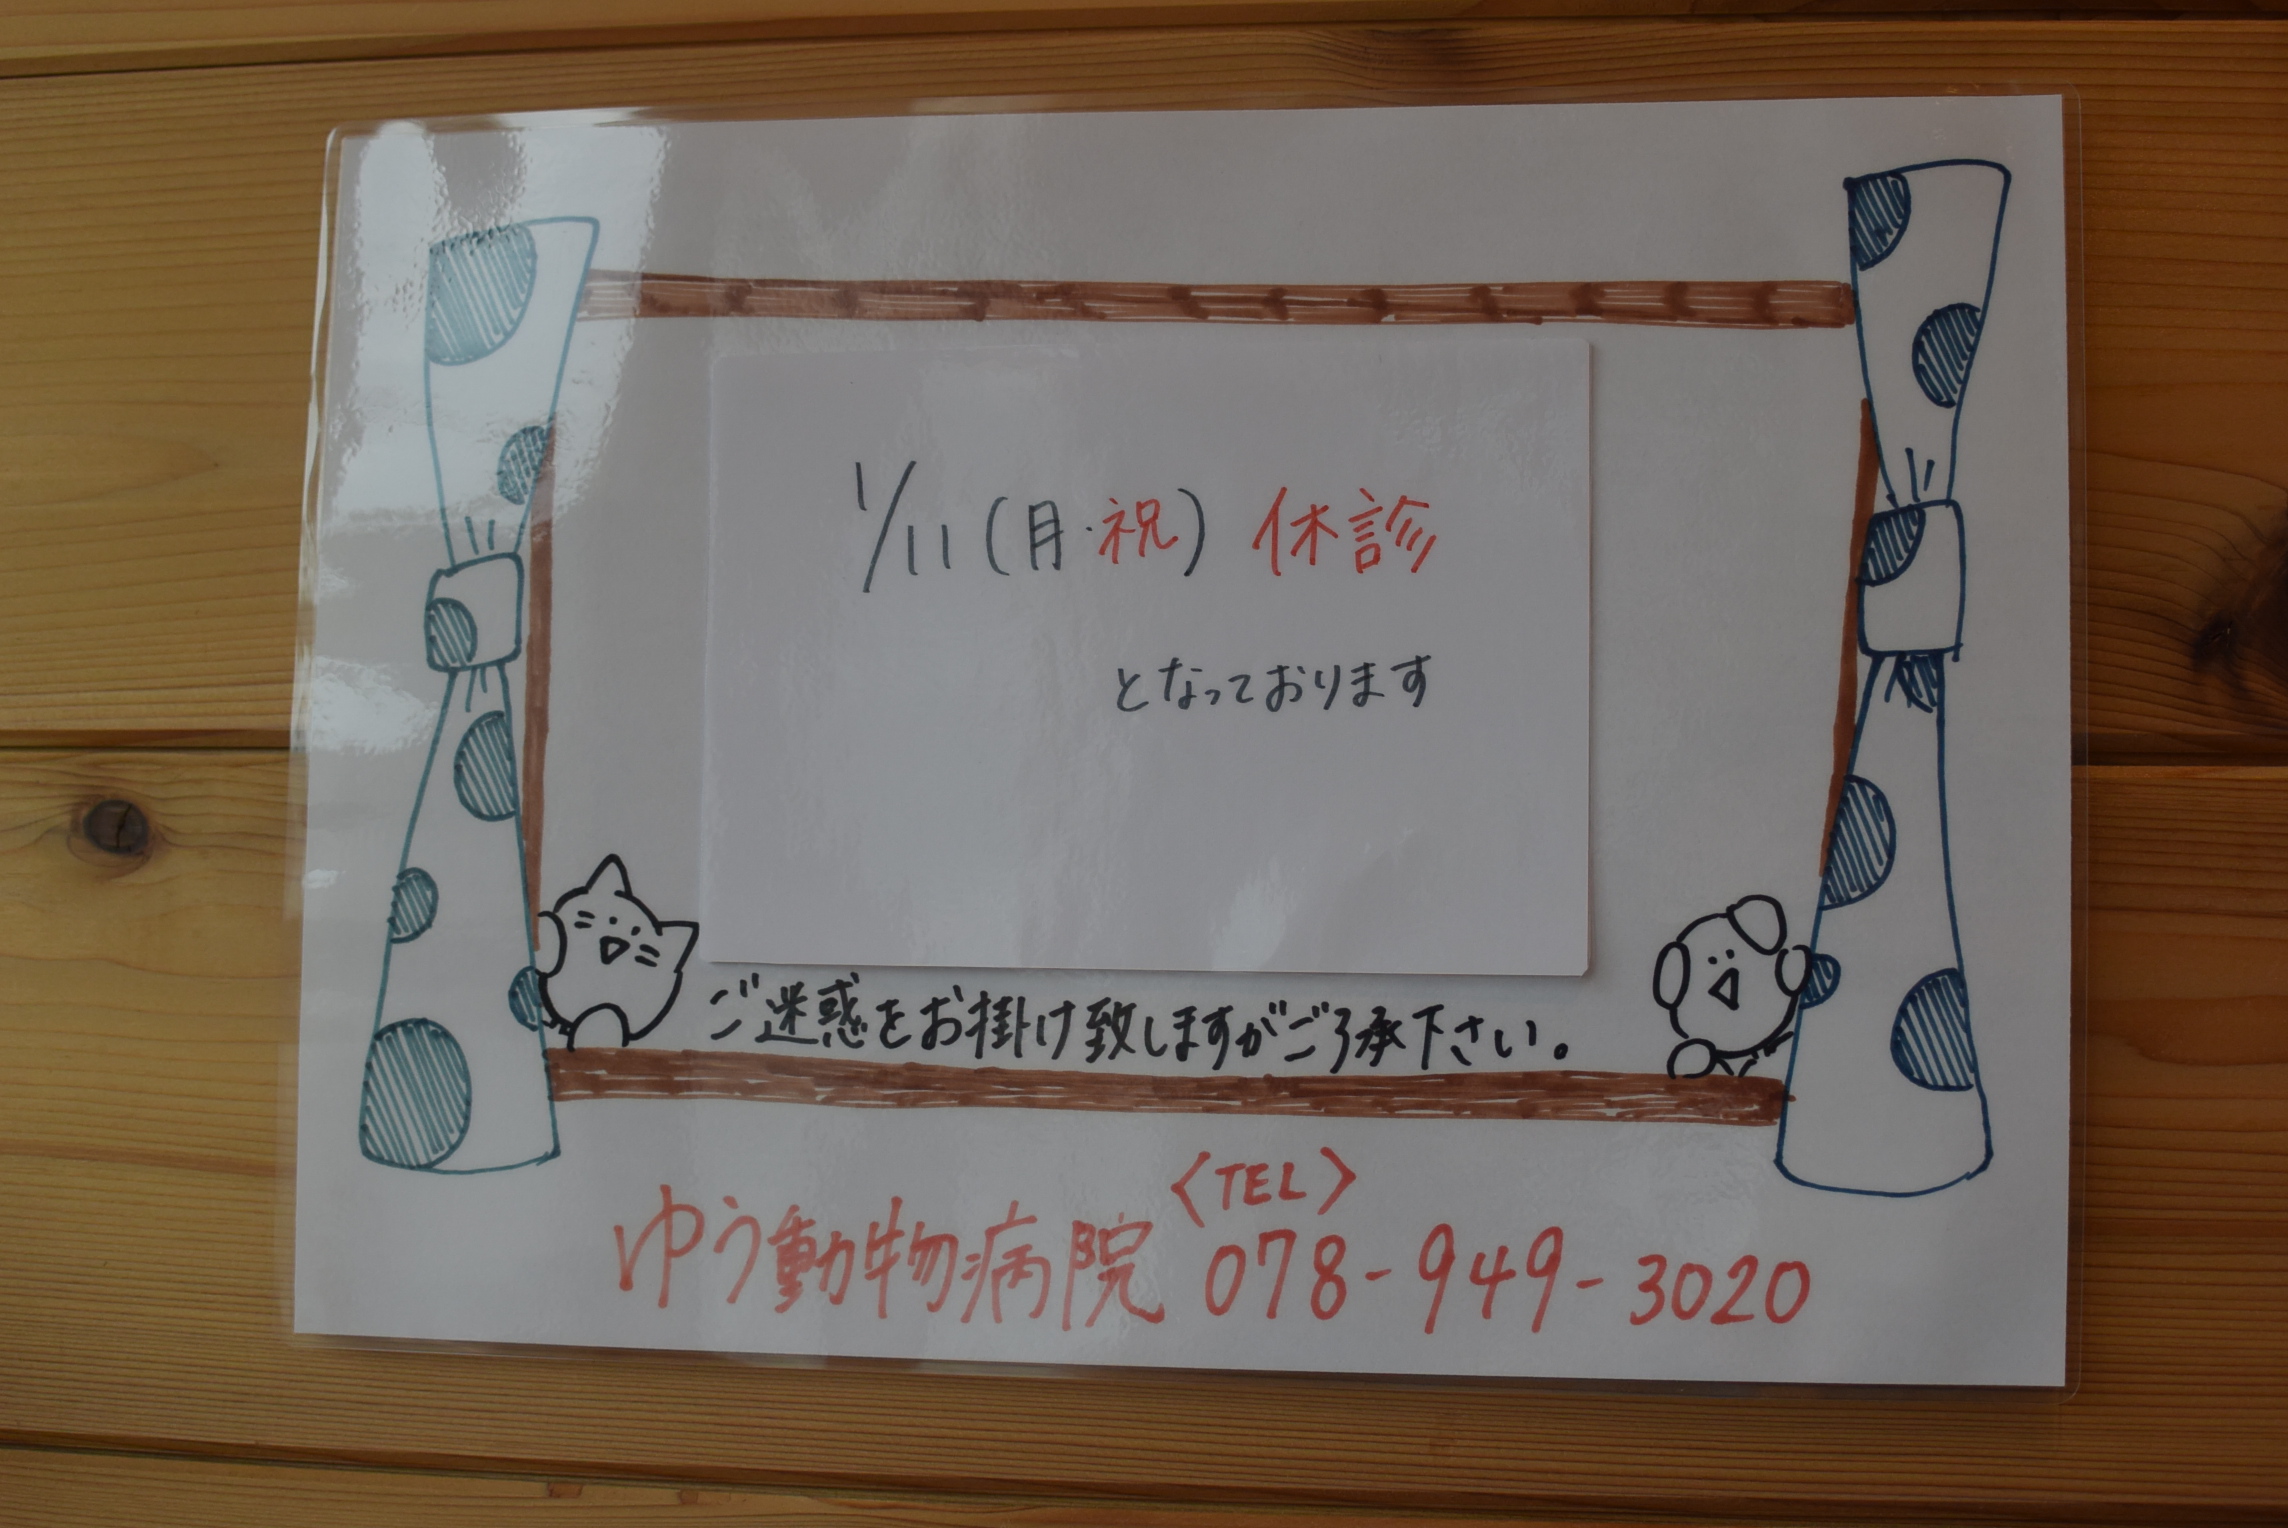 1/11(月・祝) 休診
となっております
ご迷惑をお掛け致しますがご了承下さい。
〈TEL〉
ゆう動物病院 078-949-3020